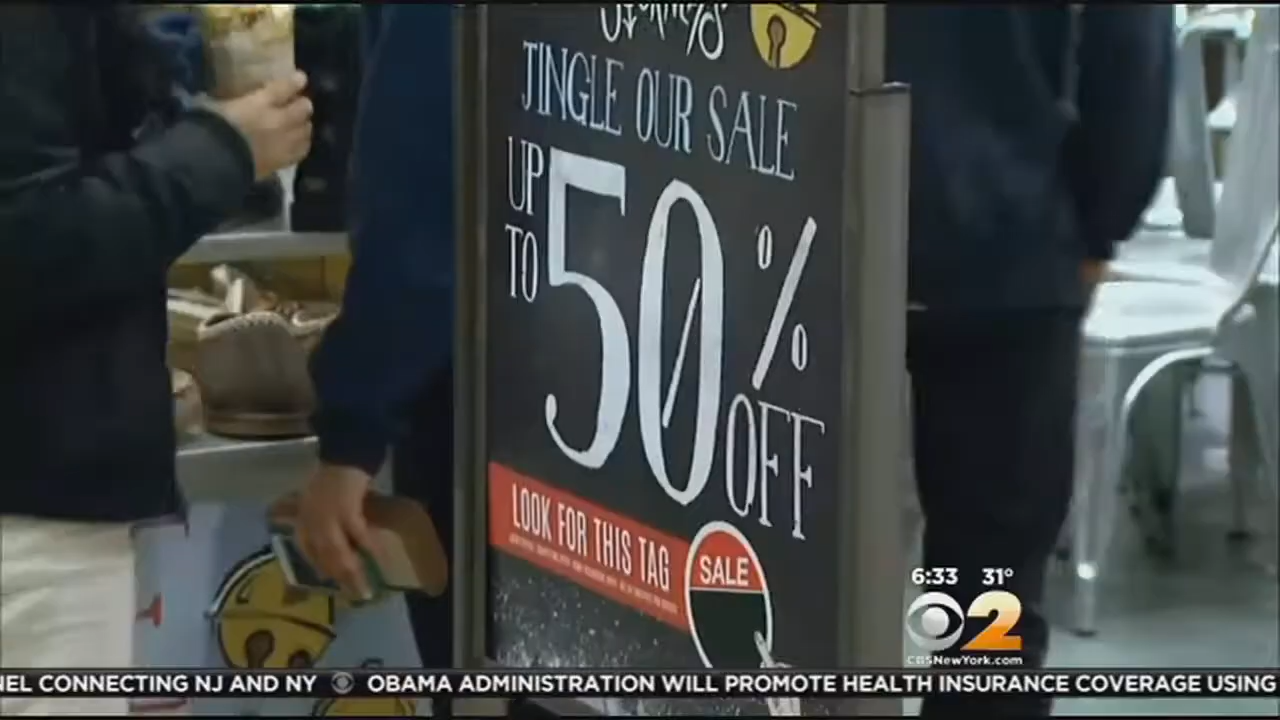 JINGLE OUR SALE
UP
TO
50%
OFF
LOOK FOR THIS TAG
SALE
6:33 31°
2
CBSNewYork.com
NEL CONNECTING NJ AND NY OBAMA ADMINISTRATION WILL PROMOTE HEALTH INSURANCE COVERAGE USING